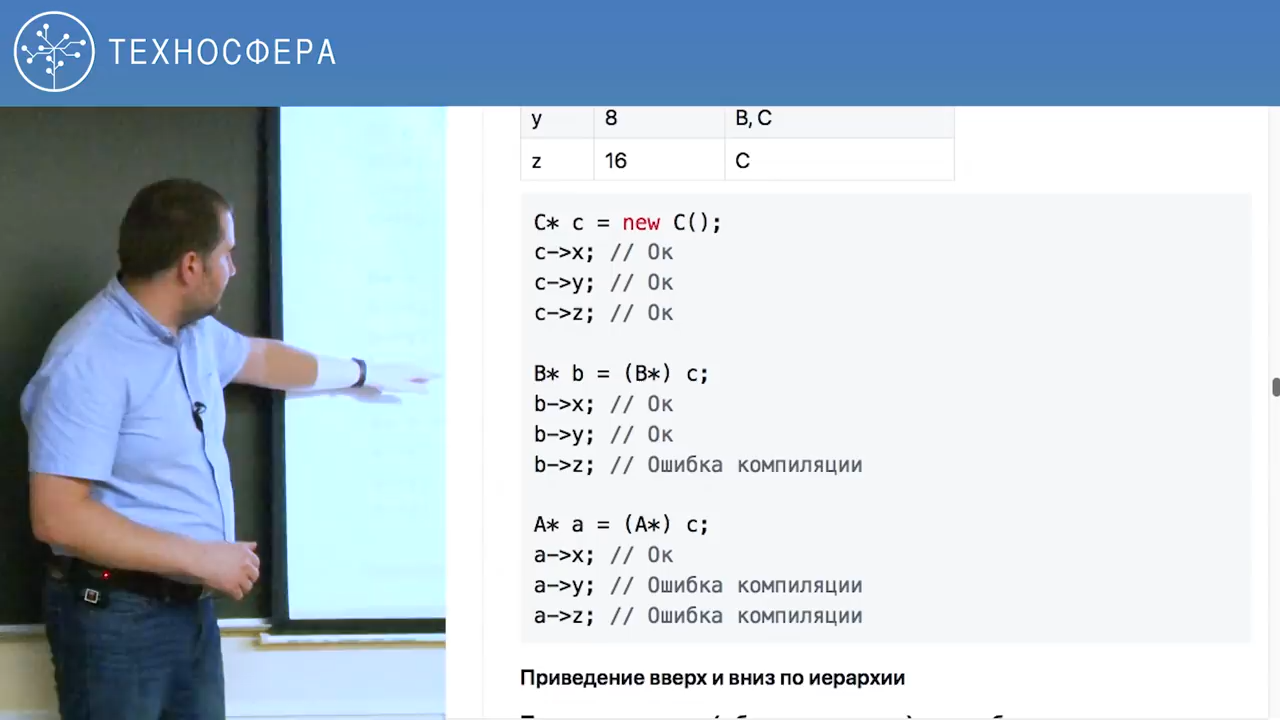 ТЕХНОСФЕРА
y 8 B, C
z 16 C
C* c = new C();
c->x; // Ок
c->y; // Ок
c->z; // Ок
B* b = (B*) c;
b->x; // Ок
b->y; // Ок
b->z; // Ошибка компиляции
A* a = (A*) c;
a->x; // Ок
a->y; // Ошибка компиляции
a->z; // Ошибка компиляции
Приведение вверх и вниз по иерархии